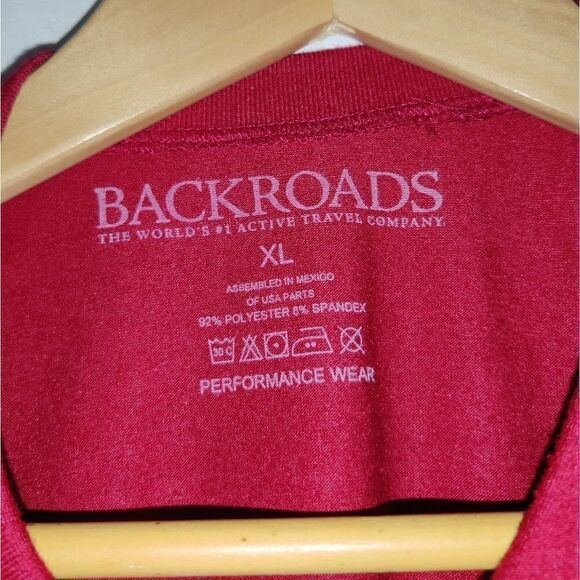 BACKROADS
THE WORLD'S #1 ACTIVE TRAVEL COMPANY
XL
ASSEMBLED IN MEXICO
OF USA PARTS
92% POLYESTER 8% SPANDEX
30 C
PERFORMANCE WEAR